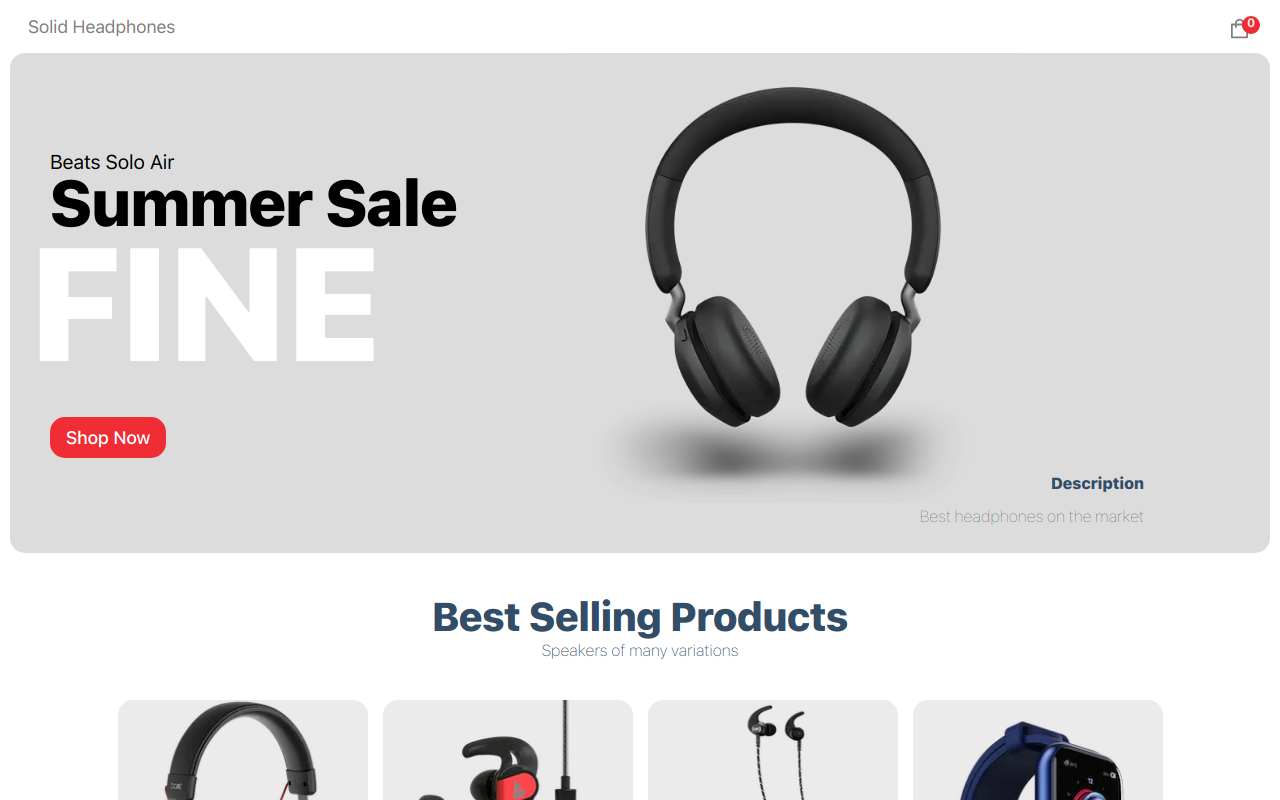 Solid Headphones
0
Beats Solo Air
Summer Sale
FINE
Shop Now
Description
Best headphones on the market
Best Selling Products
Speakers of many variations